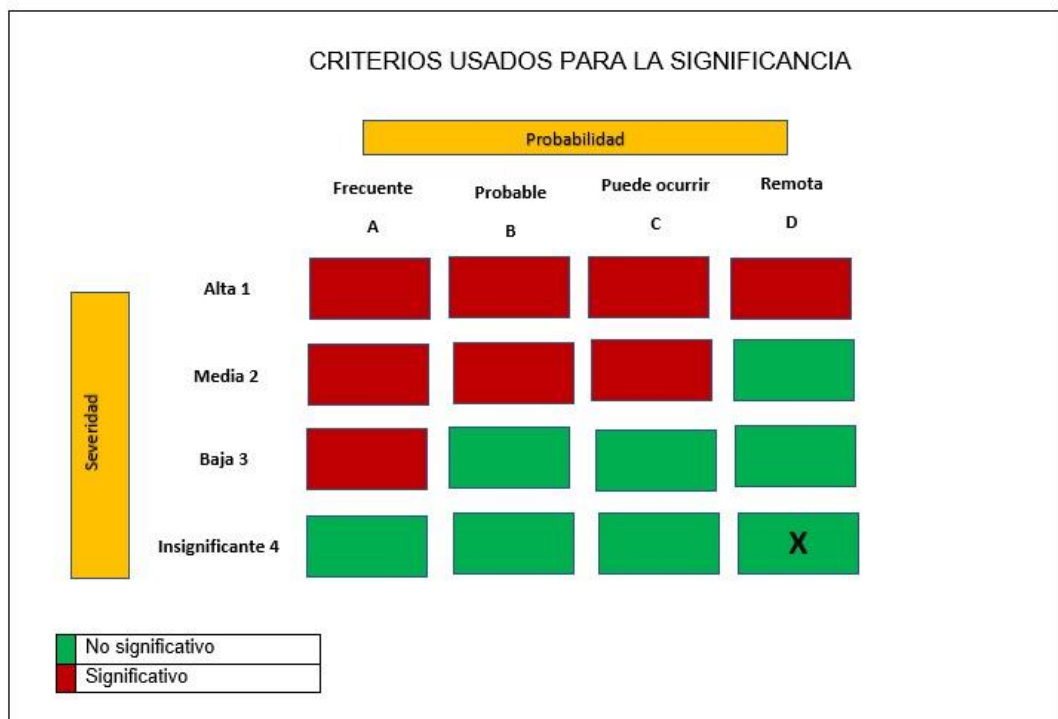 CRITERIOS USADOS PARA LA SIGNIFICANCIA
Probabilidad
Frecuente Probable Puede ocurrir Remota
A B C D
Severidad
Alta 1
Media 2
Baja 3
Insignificante 4 X
No significativo
Significativo